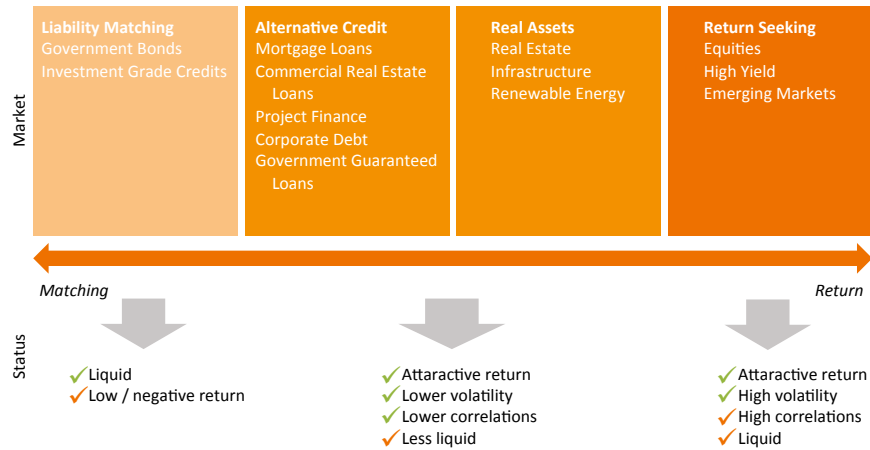 Market
Liability Matching
Government Bonds
Investment Grade Credits
Alternative Credit
Mortgage Loans
Commercial Real Estate
Loans
Project Finance
Corporate Debt
Government Guaranteed
Loans
Real Assets
Real Estate
Infrastructure
Renewable Energy
Return Seeking
Equities
High Yield
Emerging Markets
Matching
Return
Status
Liquid
Low / negative return
Attaractive return
Lower volatility
Lower correlations
Less liquid
Attaractive return
High volatility
High correlations
Liquid